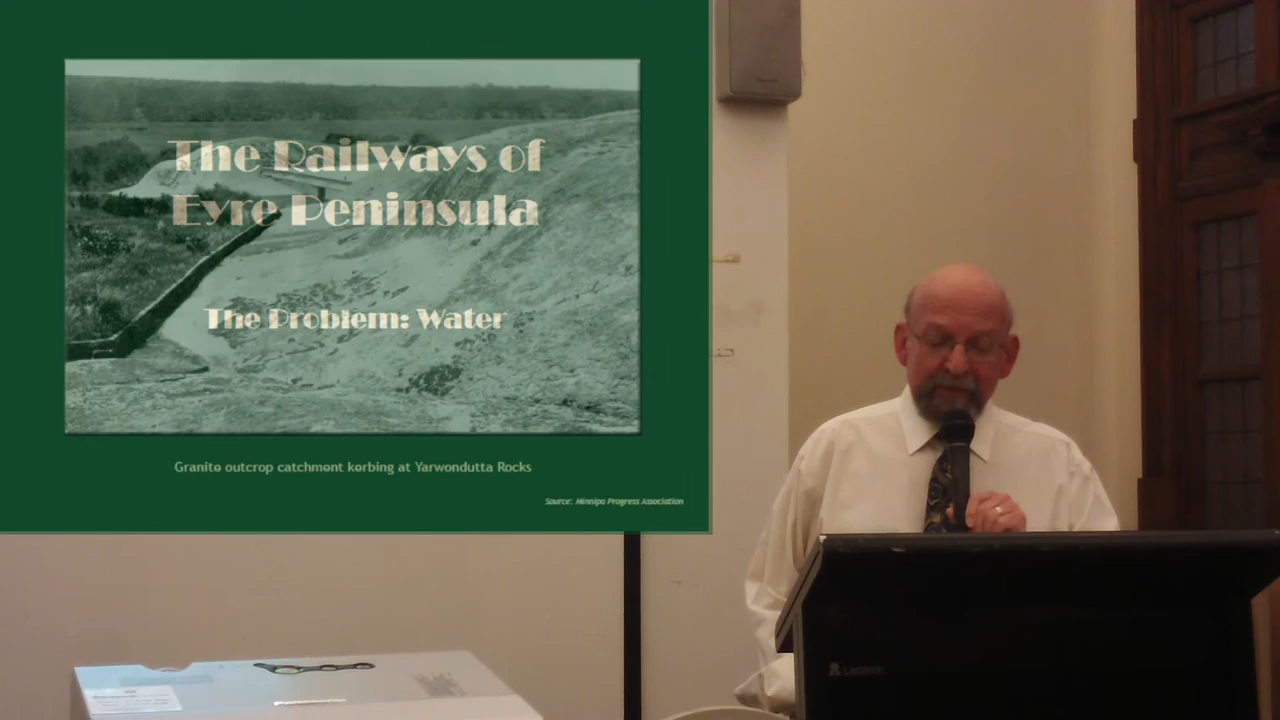 The Railways of
Eyre Peninsula
The Problem: Water
Granite outcrop catchment kerbing at Yarwondutta Rocks
Source: Minnipa Progress Association